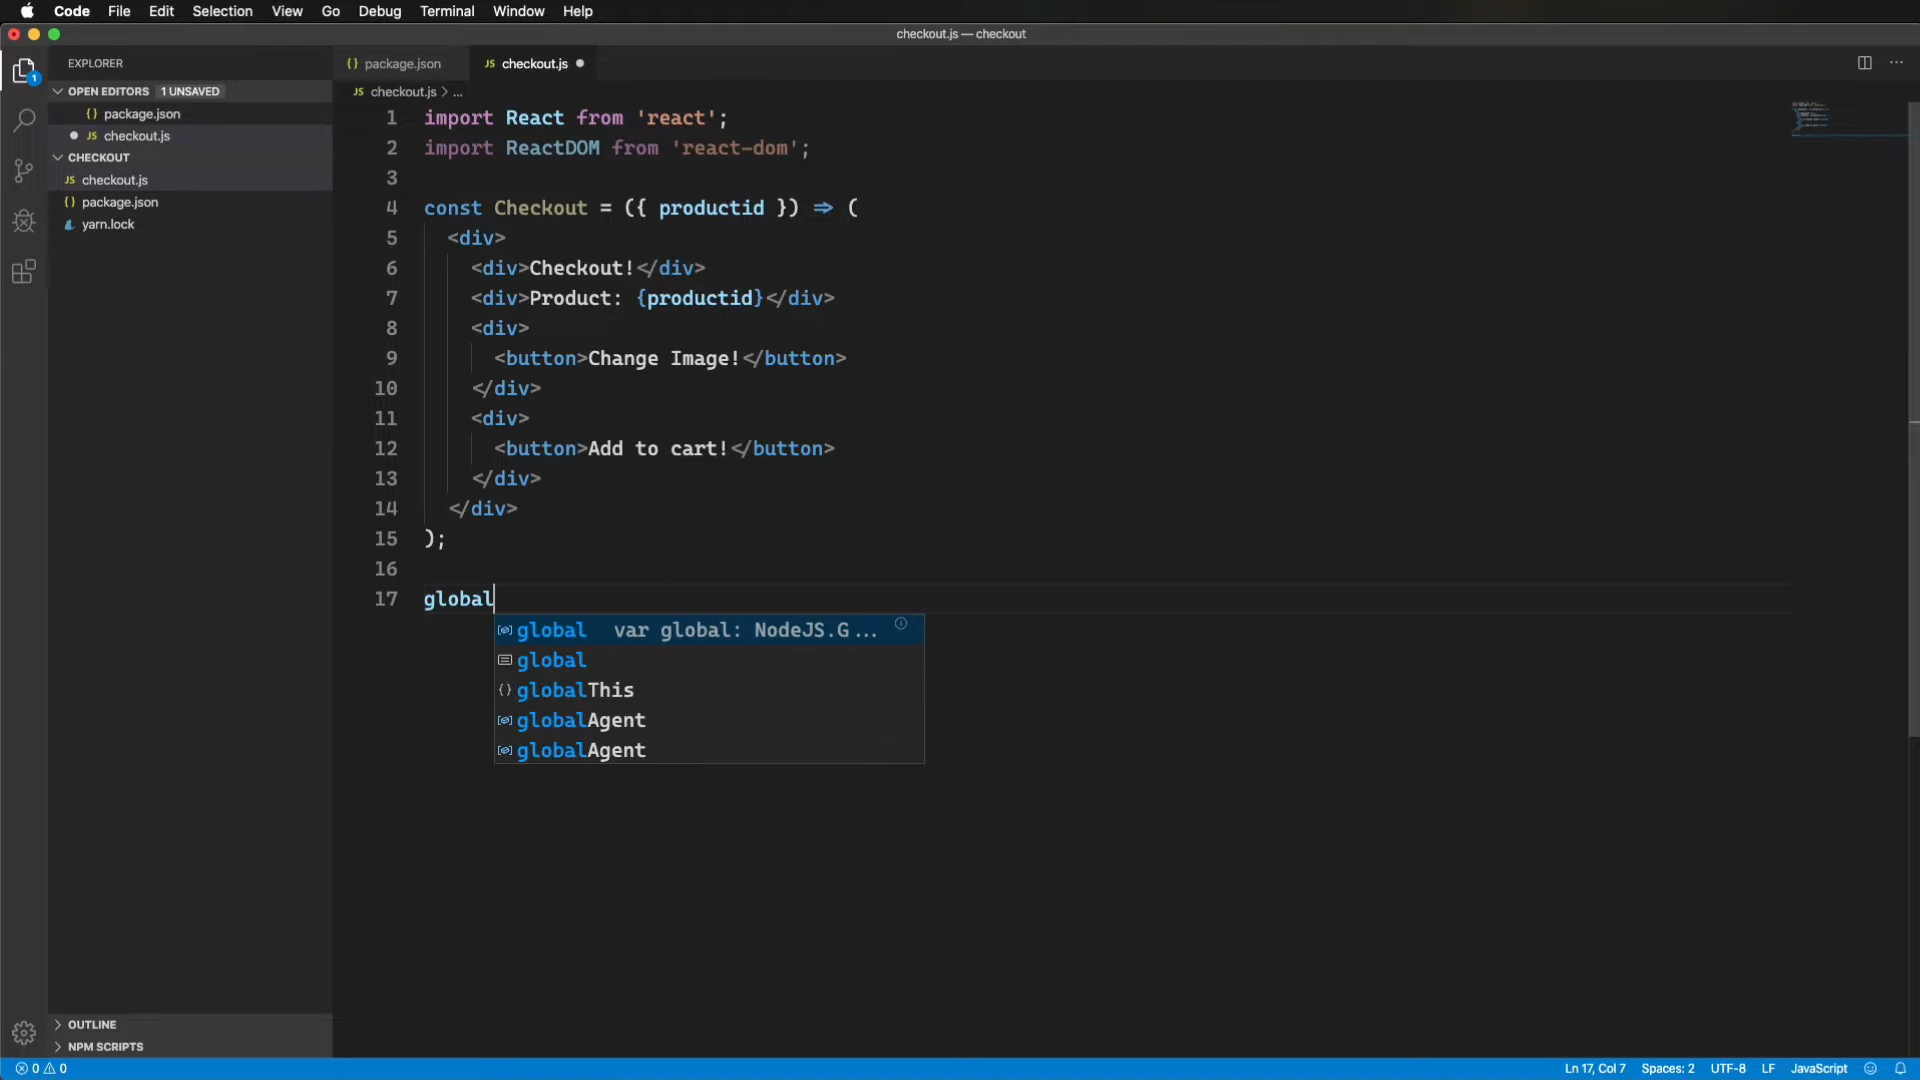 Code File Edit Selection View Go Debug Terminal Window Help
checkout.js — checkout
EXPLORER
OPEN EDITORS 1 UNSAVED
{} package.json
JS checkout.js
CHECKOUT
JS checkout.js
{} package.json
yarn.lock
OUTLINE
NPM SCRIPTS
1
{} package.json
JS checkout.js
JS checkout.js > ...
1 import React from 'react';
2 import ReactDOM from 'react-dom';
3
4 const Checkout = ({ productid }) => (
5 <div>
6 <div>Checkout!</div>
7 <div>Product: {productid}</div>
8 <div>
9 <button>Change Image!</button>
10 </div>
11 <div>
12 <button>Add to cart!</button>
13 </div>
14 </div>
15 );
16
17 global
global var global: NodeJS.G...
global
{} globalThis
globalAgent
globalAgent
0 0
Ln 17, Col 7 Spaces: 2 UTF-8 LF JavaScript